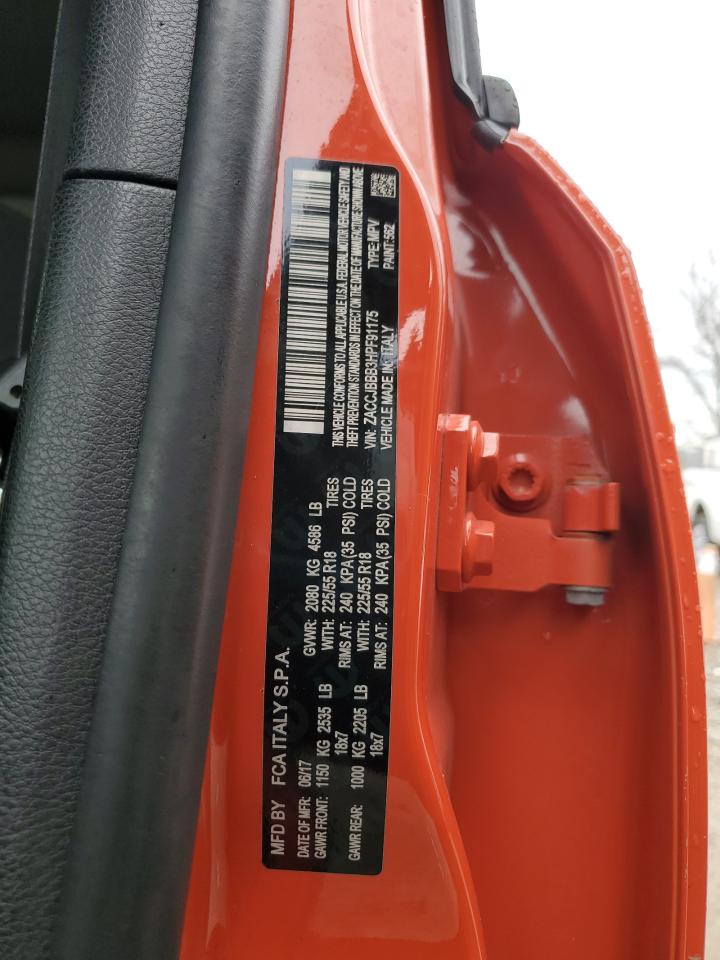 MFD BY FCA ITALY S.P.A.
DATE OF MFR: 06/17 GVWR: 2080 KG 4586 LB
GAWR FRONT: 1150 KG 2535 LB WITH: 225/55 R18 TIRES
18x7 RIMS AT: 240 KPA(35 PSI) COLD
GAWR REAR: 1000 KG 2205 LB WITH: 225/55 R18 TIRES
18x7 RIMS AT: 240 KPA(35 PSI) COLD
THIS VEHICLE CONFORMS TO ALL APPLICABLE U.S.A. FEDERAL MOTOR VEHICLE SAFETY AND
THEFT PREVENTION STANDARDS IN EFFECT ON THE DATE OF MANUFACTURE SHOWN ABOVE
VIN: ZACCJBBB3HPF91175 TYPE: MPV
VEHICLE MADE IN: ITALY PAINT: 562